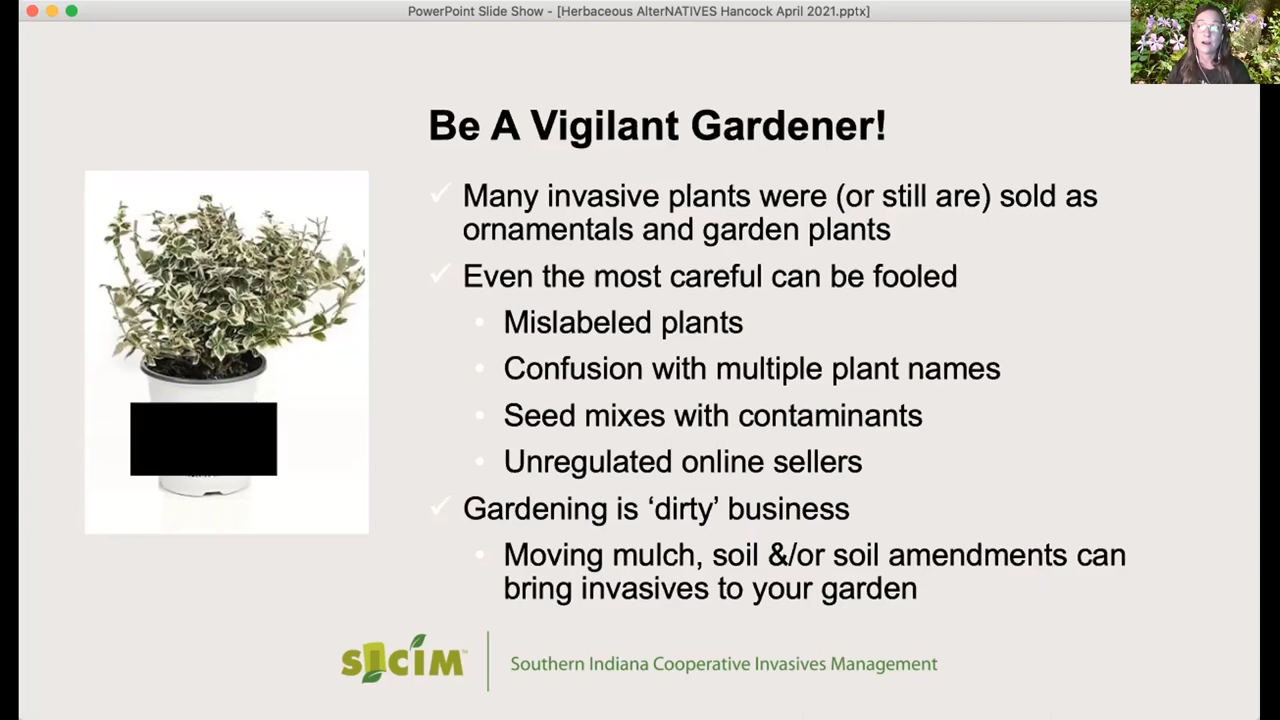 PowerPoint Slide Show - [Herbaceous AlterNATIVES Hancock April 2021.pptx]
Be A Vigilant Gardener!
Many invasive plants were (or still are) sold as
ornamentals and garden plants
Even the most careful can be fooled
Mislabeled plants
Confusion with multiple plant names
Seed mixes with contaminants
Unregulated online sellers
Gardening is ‘dirty’ business
Moving mulch, soil &/or soil amendments can
bring invasives to your garden
SICIM™
Southern Indiana Cooperative Invasives Management